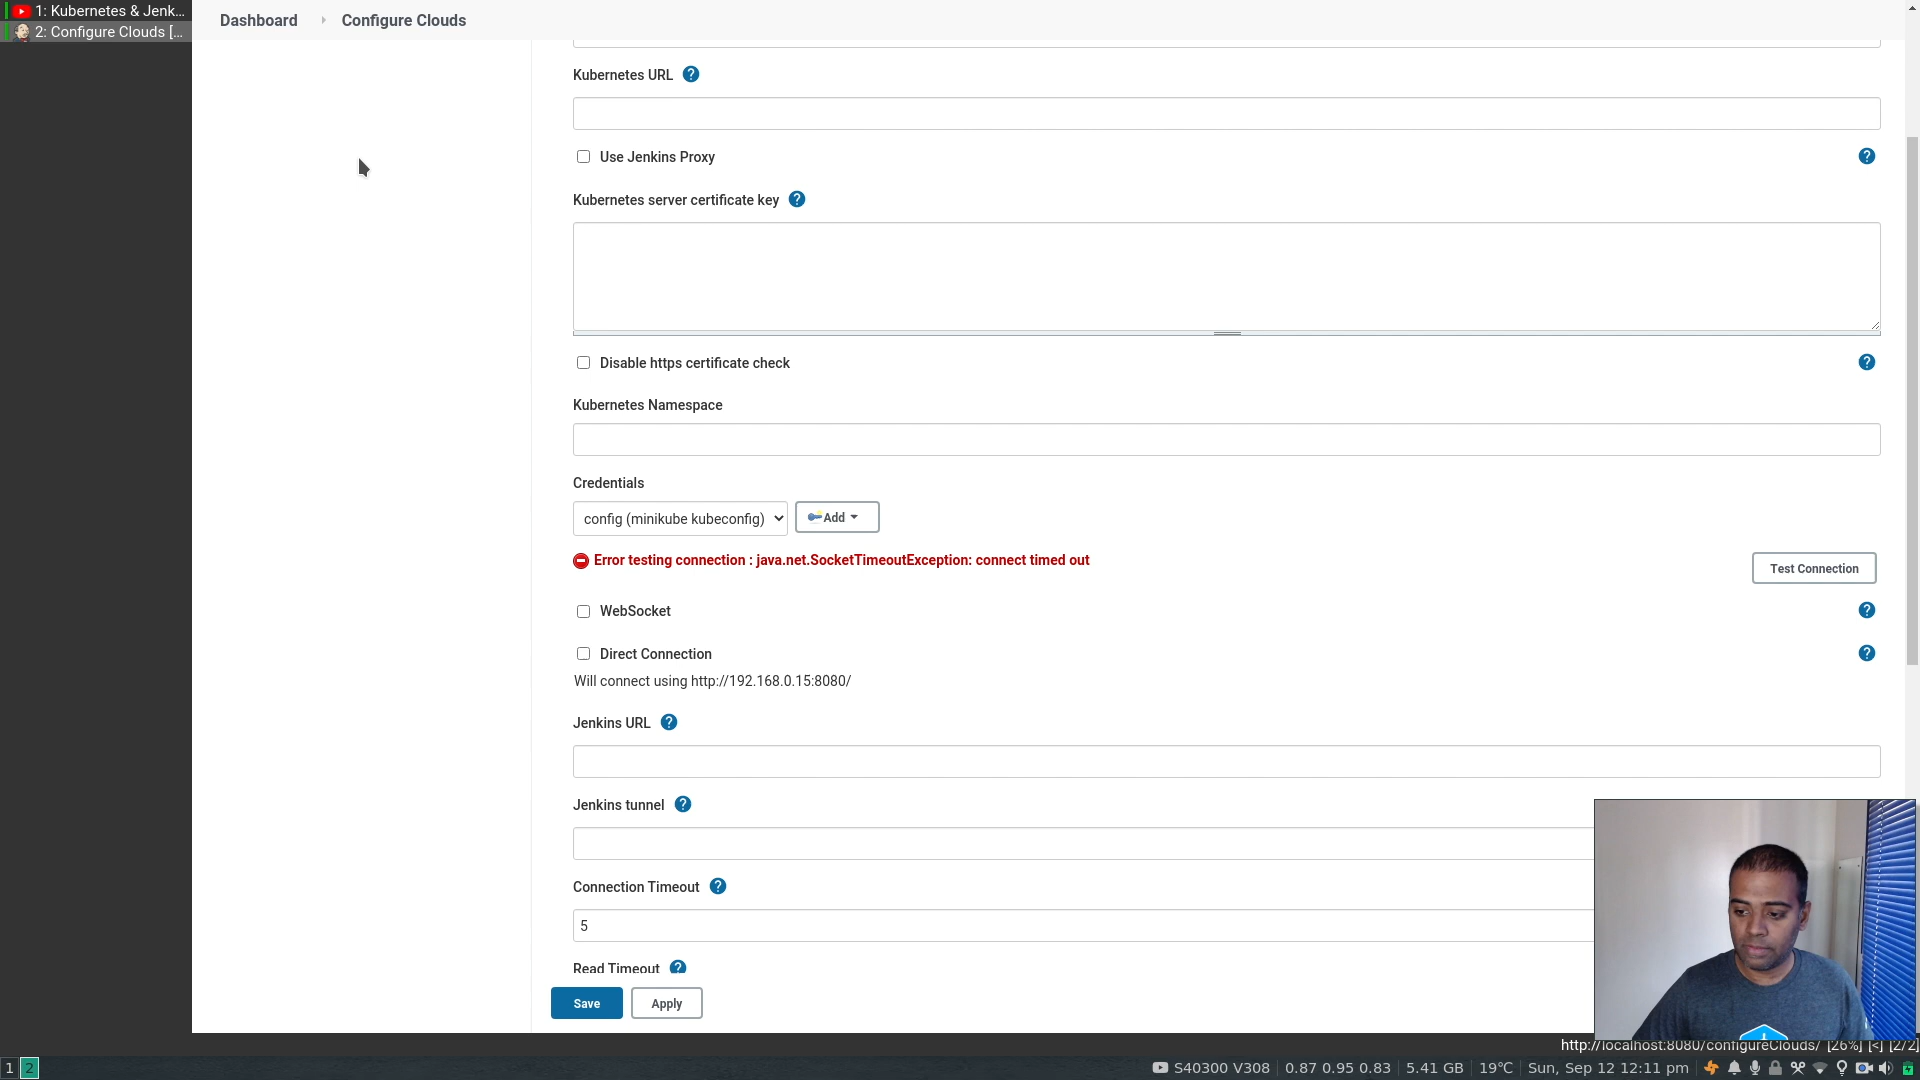 1: Kubernetes & Jenk...
2: Configure Clouds [...
Dashboard
Configure Clouds
Kubernetes URL
?
Use Jenkins Proxy
?
Kubernetes server certificate key
?
Disable https certificate check
?
Kubernetes Namespace
Credentials
config (minikube kubeconfig)
Add
Error testing connection : java.net.SocketTimeoutException: connect timed out
Test Connection
WebSocket
?
Direct Connection
?
Will connect using http://192.168.0.15:8080/
Jenkins URL
?
Jenkins tunnel
?
Connection Timeout
?
5
Read Timeout
?
Save
Apply
http://localhost:8080/configureClouds/ [26%] [<] [2/2]
1 2
S40300 V308 0.87 0.95 0.83 5.41 GB 19°C Sun, Sep 12 12:11 pm